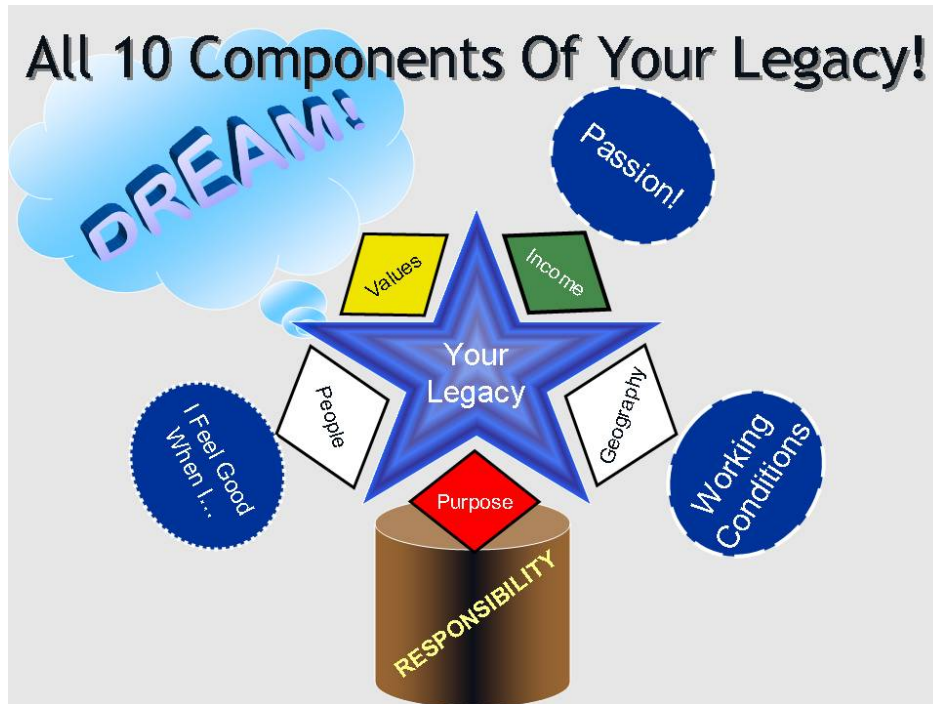 All 10 Components Of Your Legacy!
DREAM!
Passion!
Values
Income
Your
Legacy
People
Geography
I Feel Good
When I...
Working
Conditions
Purpose
RESPONSIBILITY